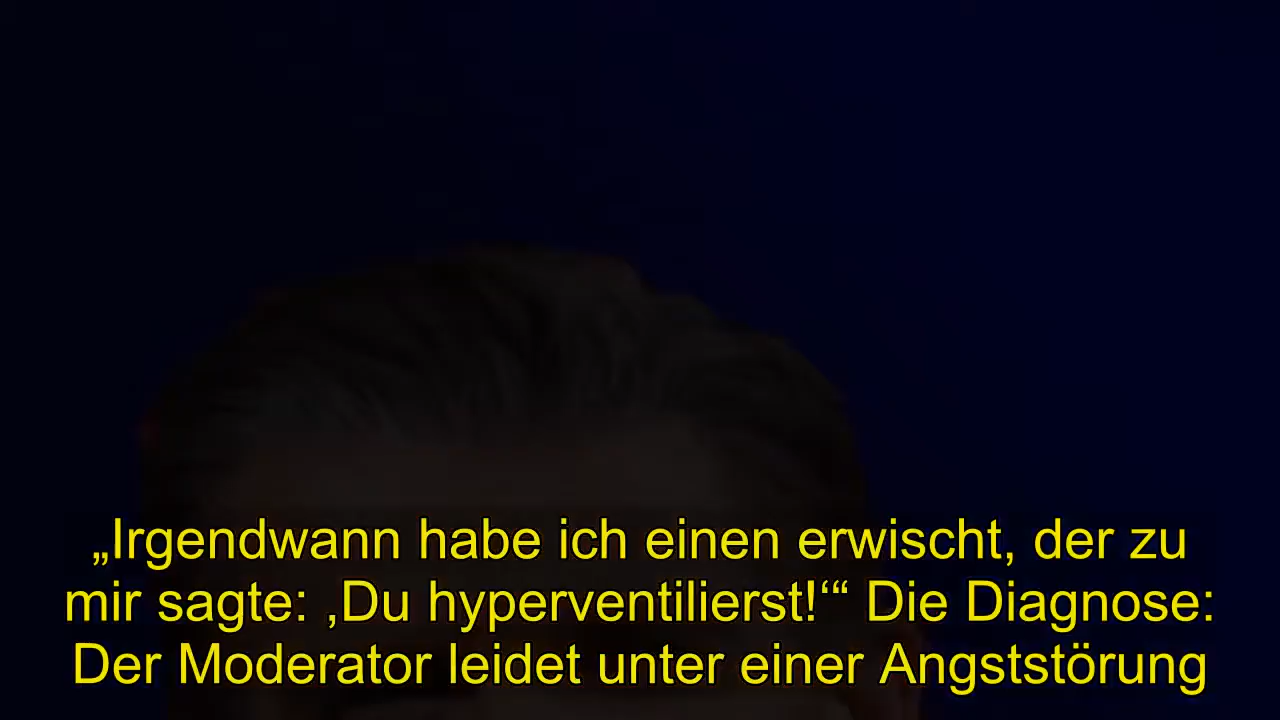 „Irgendwann habe ich einen erwischt, der zu
mir sagte: ‚Du hyperventilierst!‘“ Die Diagnose:
Der Moderator leidet unter einer Angststörung